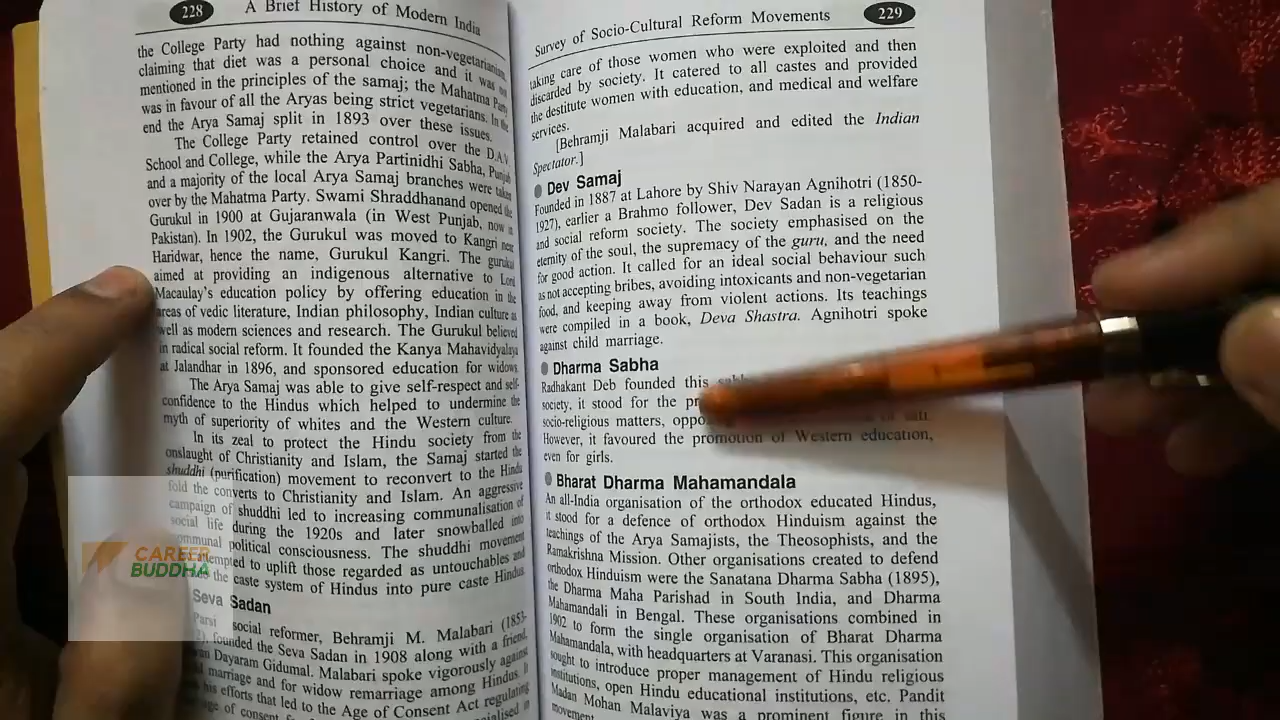 228
A Brief History of Modern India
the College Party had nothing against non-vegetarianism,
claiming that diet was a personal choice and it was not
mentioned in the principles of the samaj; the Mahatma Party
was in favour of all the Aryas being strict vegetarians. In the
end the Arya Samaj split in 1893 over these issues.
The College Party retained control over the D.A.V.
School and College, while the Arya Partinidhi Sabha, Punjab
and a majority of the local Arya Samaj branches were taken
over by the Mahatma Party. Swami Shraddhanand opened the
Gurukul in 1900 at Gujaranwala (in West Punjab, now in
Pakistan). In 1902, the Gurukul was moved to Kangri near
Haridwar, hence the name, Gurukul Kangri. The gurukul
aimed at providing an indigenous alternative to Lord
Macaulay's education policy by offering education in the
areas of vedic literature, Indian philosophy, Indian culture as
well as modern sciences and research. The Gurukul believed
in radical social reform. It founded the Kanya Mahavidyalaya
at Jalandhar in 1896, and sponsored education for widows.
The Arya Samaj was able to give self-respect and self-
confidence to the Hindus which helped to undermine the
myth of superiority of whites and the Western culture.
In its zeal to protect the Hindu society from the
onslaught of Christianity and Islam, the Samaj started the
shuddhi (purification) movement to reconvert to the Hindu
fold the converts to Christianity and Islam. An aggressive
campaign of shuddhi led to increasing communalisation of
social life during the 1920s and later snowballed into
communal political consciousness. The shuddhi movement
attempted to uplift those regarded as untouchables and
the caste system of Hindus into pure caste Hindus.
Seva Sadan
Parsi social reformer, Behramji M. Malabari (1853-
founded the Seva Sadan in 1908 along with a friend,
Dayaram Gidumal. Malabari spoke vigorously against
marriage and for widow remarriage among Hindus. It
his efforts that led to the Age of Consent Act regulating
age of consent
Survey of Socio-Cultural Reform Movements
229
taking care of those women who were exploited and then
discarded by society. It catered to all castes and provided
the destitute women with education, and medical and welfare
services.
[Behramji Malabari acquired and edited the Indian
Spectator.]
Dev Samaj
Founded in 1887 at Lahore by Shiv Narayan Agnihotri (1850-
1927), earlier a Brahmo follower, Dev Sadan is a religious
and social reform society. The society emphasised on the
eternity of the soul, the supremacy of the guru, and the need
for good action. It called for an ideal social behaviour such
as not accepting bribes, avoiding intoxicants and non-vegetarian
food, and keeping away from violent actions. Its teachings
were compiled in a book, Deva Shastra. Agnihotri spoke
against child marriage.
Dharma Sabha
Radhakant Deb founded this
society, it stood for the
socio-religious matters,
However, it favoured the promotion of Western education,
even for girls.
Bharat Dharma Mahamandala
An all-India organisation of the orthodox educated Hindus,
it stood for a defence of orthodox Hinduism against the
teachings of the Arya Samajists, the Theosophists, and the
Ramakrishna Mission. Other organisations created to defend
orthodox Hinduism were the Sanatana Dharma Sabha (1895),
the Dharma Maha Parishad in South India, and Dharma
Mahamandali in Bengal. These organisations combined in
1902 to form the single organisation of Bharat Dharma
Mahamandala, with headquarters at Varanasi. This organisation
sought to introduce proper management of Hindu religious
institutions, open Hindu educational institutions, etc. Pandit
Madan Mohan Malaviya was a prominent figure in this
movement.
CAREER
BUDDHA